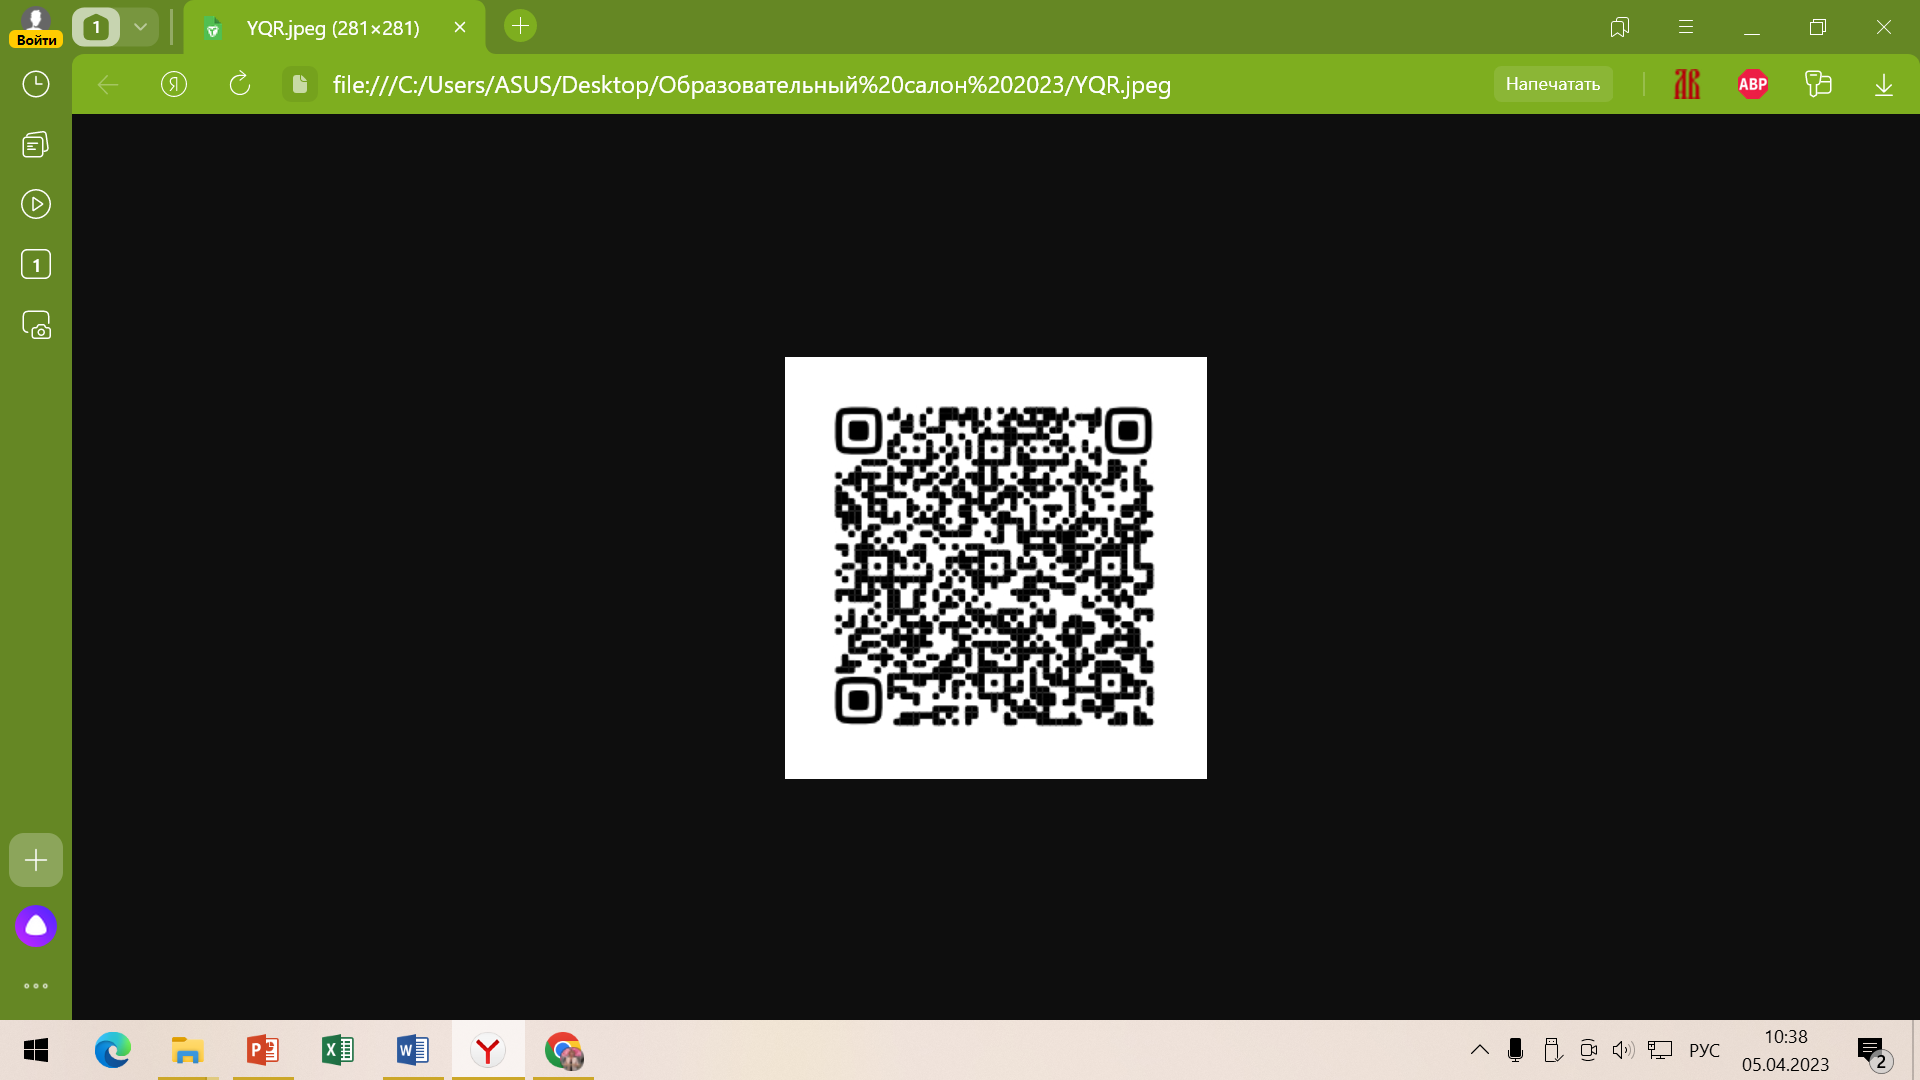 1
YQR.jpeg (281×281)
Войти
Я
file:///C:/Users/ASUS/Desktop/Образовательный%20салон%202023/YQR.jpeg
Напечатать
АВ
ABP
1
10:38
РУС
05.04.2023
2